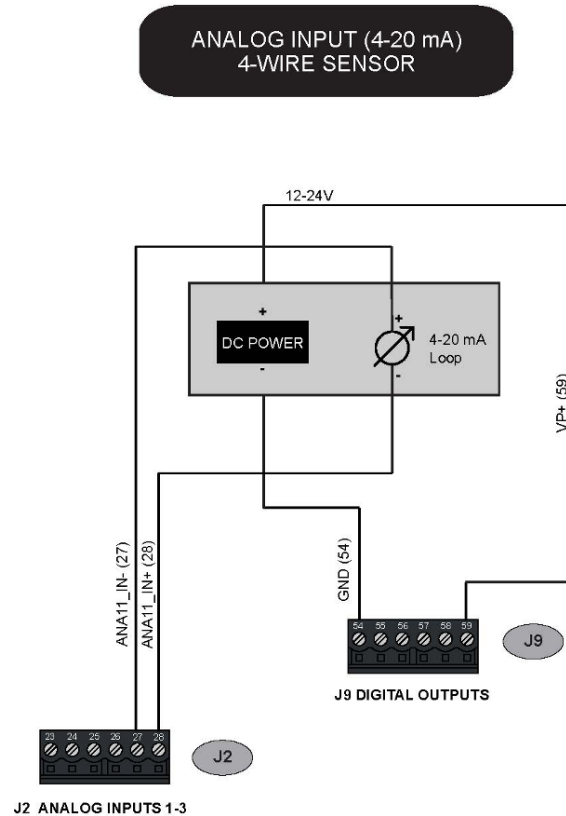 ANALOG INPUT (4-20 mA)
4-WIRE SENSOR
12-24V
+
DC POWER
-
+
4-20 mA
Loop
-
VP+ (59)
ANA11_IN- (27)
ANA11_IN+ (28)
GND (54)
54 55 56 57 58 59
J9
J9 DIGITAL OUTPUTS
23 24 25 26 27 28
J2
J2 ANALOG INPUTS 1-3